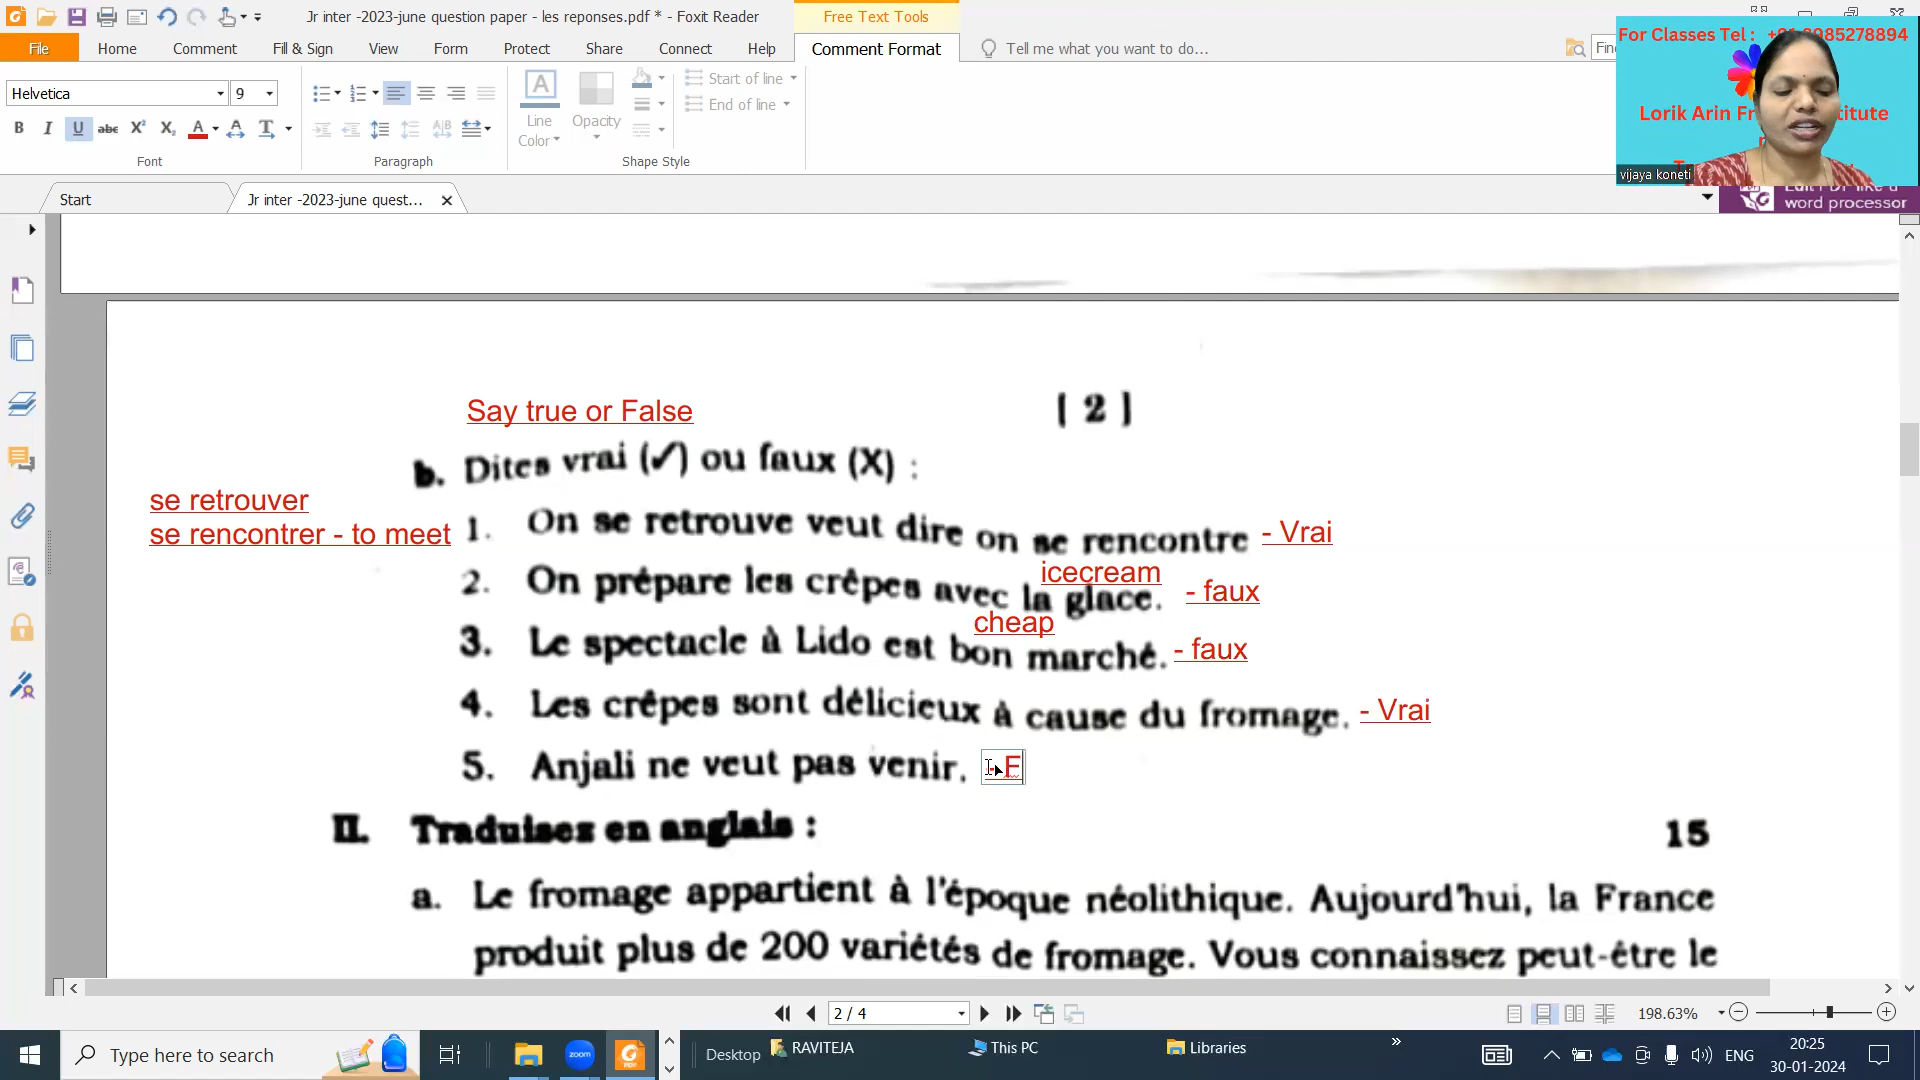 Jr inter -2023-june question paper - les reponses.pdf * - Foxit Reader
Free Text Tools
File
Home
Comment
Fill & Sign
View
Form
Protect
Share
Connect
Help
Comment Format
Tell me what you want to do...
For Classes Tel :
985278894
Lorik Arin Fr
itute
vijaya koneti
Helvetica
9
Line
Color
Opacity
Start of line
End of line
Font
Paragraph
Shape Style
Start
Jr inter -2023-june quest...
word processor
Say true or False
[ 2 ]
b. Dites vrai (✓) ou faux (X) :
se retrouver
se rencontrer - to meet
1. On se retrouve veut dire on se rencontre - Vrai
icecream
2. On prépare les crêpes avec la glace. - faux
cheap
3. Le spectacle à Lido est bon marché. - faux
4. Les crêpes sont délicieux à cause du fromage. - Vrai
5. Anjali ne veut pas venir. - F
II. Traduisez en anglais : 15
a. Le fromage appartient à l'époque néolithique. Aujourd'hui, la France
produit plus de 200 variétés de fromage. Vous connaissez peut-être le
2 / 4
198.63%
Type here to search
zoom
Desktop
RAVITEJA
This PC
Libraries
ENG
20:25
30-01-2024